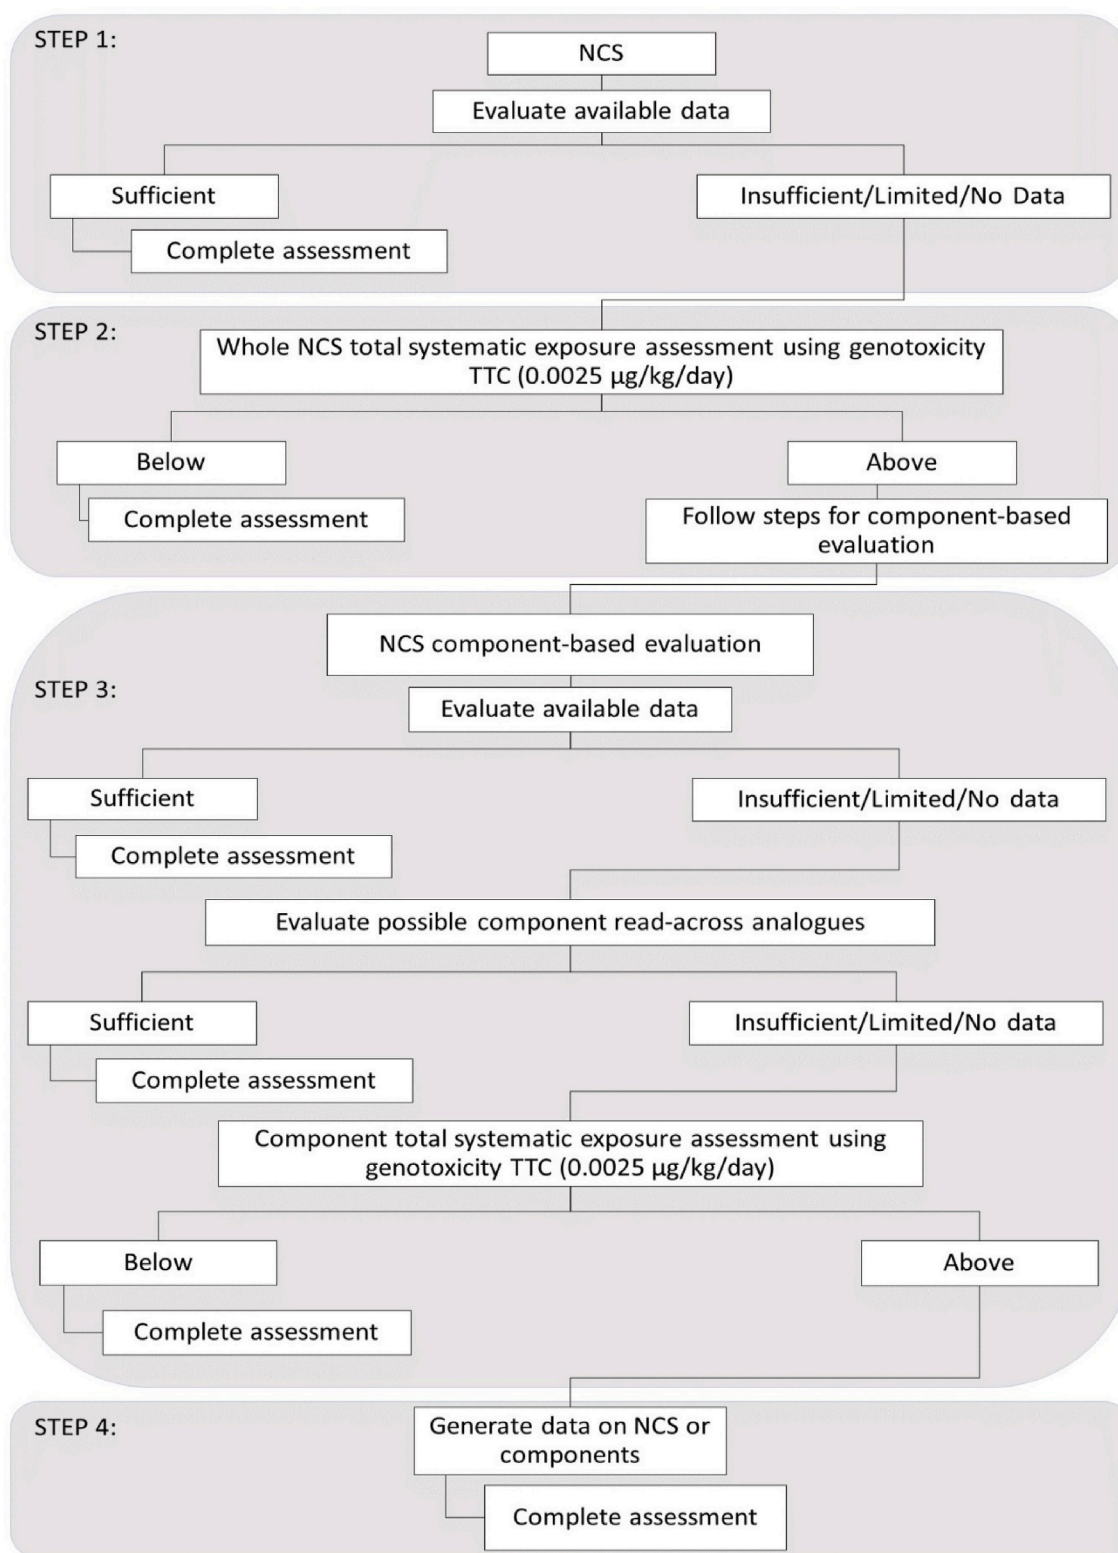 STEP 1:
NCS
Evaluate available data
Sufficient
Insufficient/Limited/No Data
Complete assessment
STEP 2:
Whole NCS total systematic exposure assessment using genotoxicity
TTC (0.0025 µg/kg/day)
Below
Above
Complete assessment
Follow steps for component-based
evaluation
NCS component-based evaluation
STEP 3:
Evaluate available data
Sufficient
Insufficient/Limited/No data
Complete assessment
Evaluate possible component read-across analogues
Sufficient
Insufficient/Limited/No data
Complete assessment
Component total systematic exposure assessment using
genotoxicity TTC (0.0025 µg/kg/day)
Below
Above
Complete assessment
STEP 4:
Generate data on NCS or
components
Complete assessment